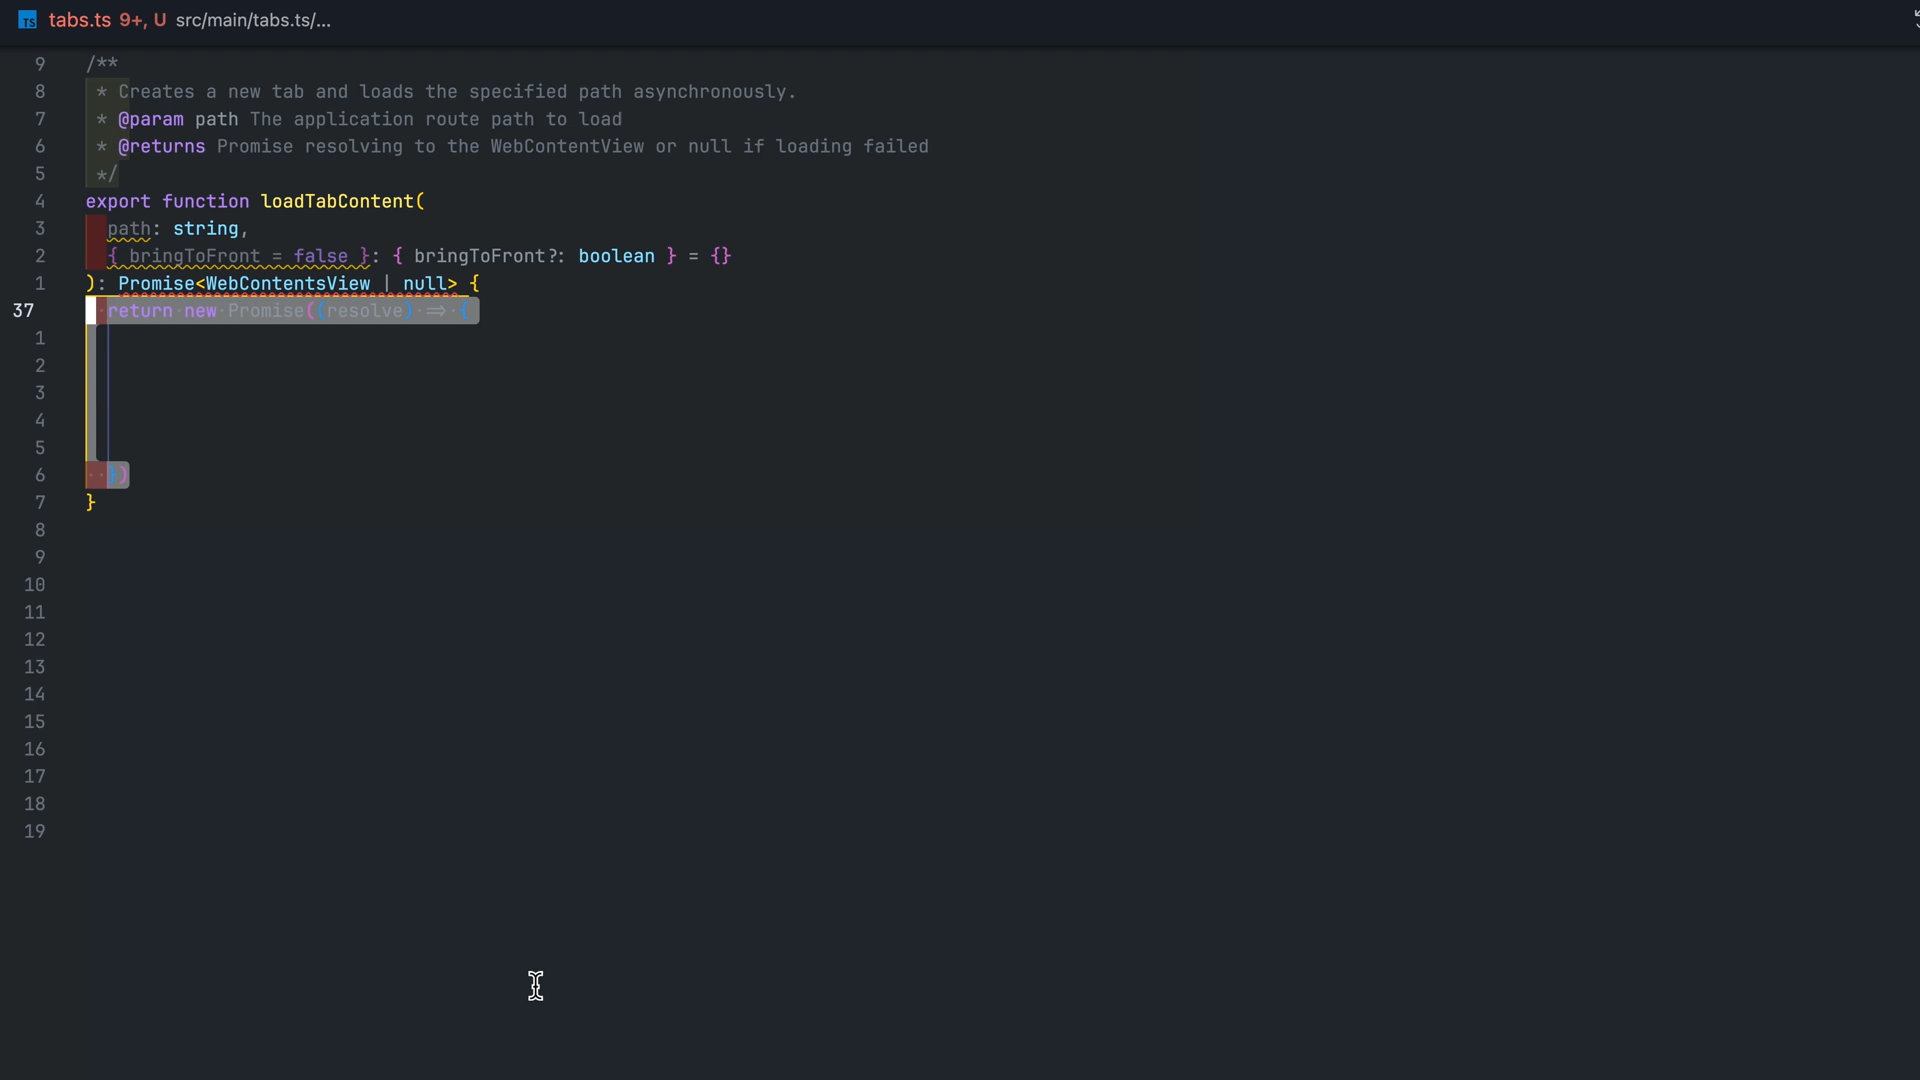 TS tabs.ts 9+, U src/main/tabs.ts/...
9 /**
8 * Creates a new tab and loads the specified path asynchronously.
7 * @param path The application route path to load
6 * @returns Promise resolving to the WebContentView or null if loading failed
5 */
4 export function loadTabContent(
3 path: string,
2 { bringToFront = false }: { bringToFront?: boolean } = {}
1 ): Promise<WebContentsView | null> {
37 return new Promise((resolve) => {
1
2
3
4
5
6 })
7 }
8
9
10
11
12
13
14
15
16
17
18
19